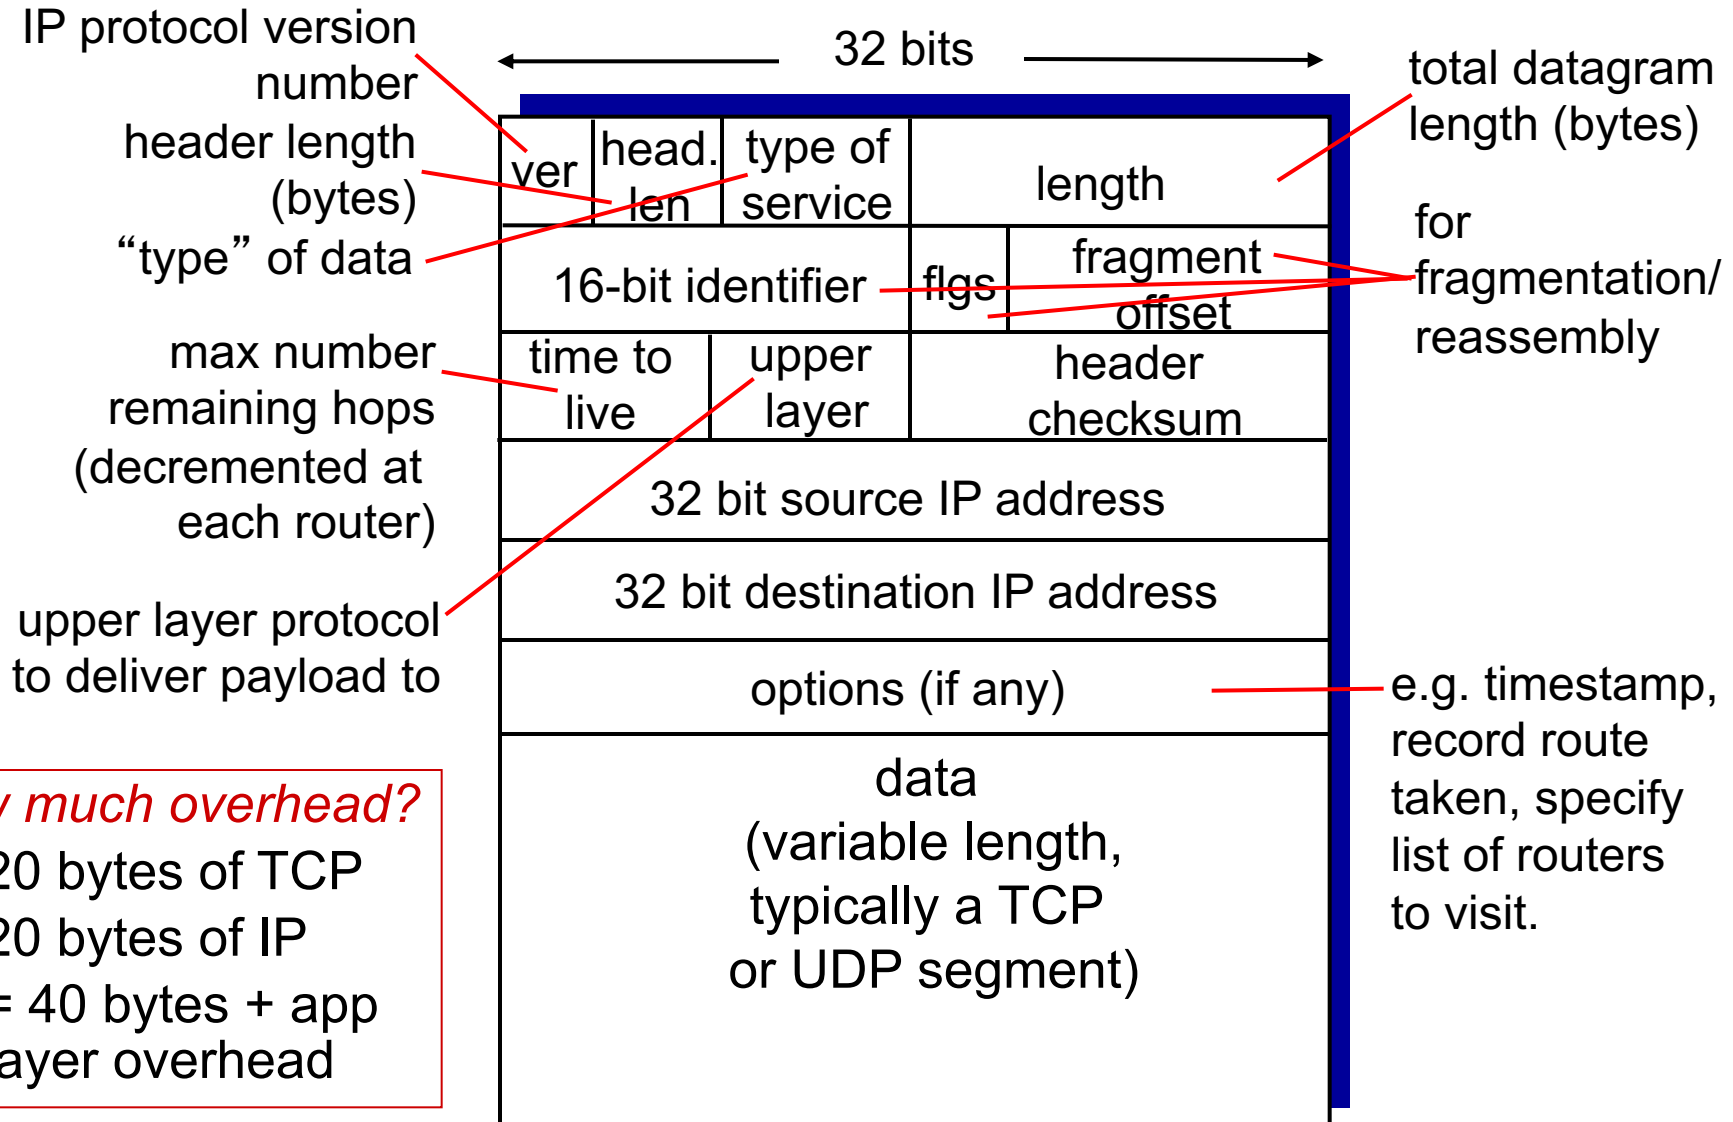 IP protocol version
number
header length
(bytes)
“type” of data
max number
remaining hops
(decremented at
each router)
upper layer protocol
to deliver payload to
much overhead?
20 bytes of TCP
20 bytes of IP
= 40 bytes + app
overhead
32 bits
ver
head.
len
type of
service
length
16-bit identifier
flgs
fragment
offset
time to
live
upper
layer
header
checksum
32 bit source IP address
32 bit destination IP address
options (if any)
data
(variable length,
typically a TCP
or UDP segment)
total datagram
length (bytes)
for
fragmentation/
reassembly
e.g. timestamp,
record route
taken, specify
list of routers
to visit.